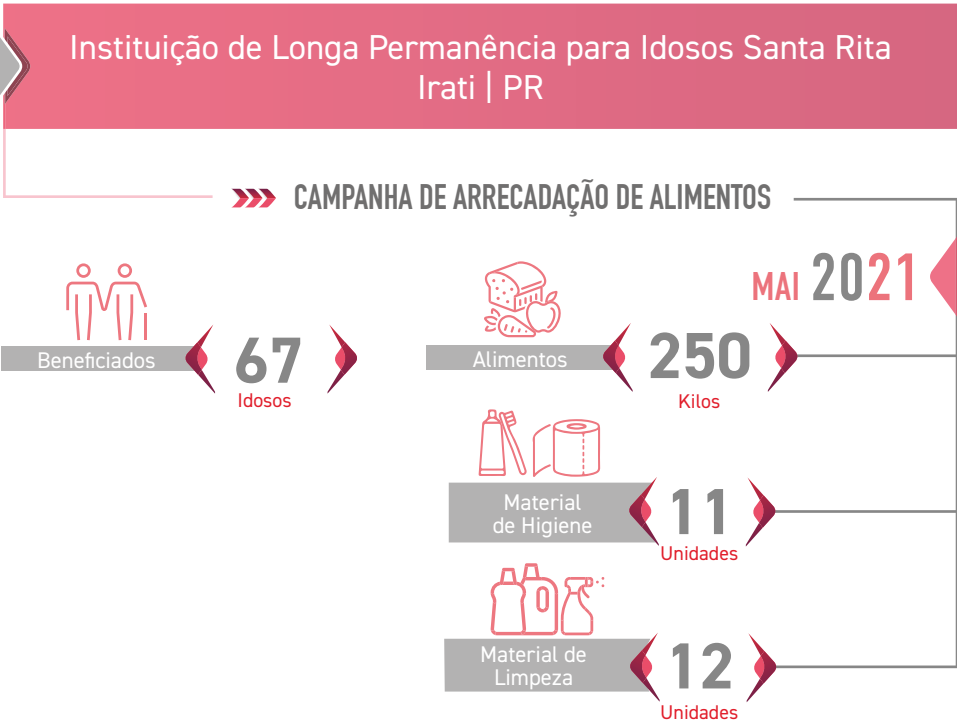 Instituição de Longa Permanência para Idosos Santa Rita
Irati | PR
CAMPANHA DE ARRECADAÇÃO DE ALIMENTOS
MAI 2021
Beneficiados
67
Idosos
Alimentos
250
Kilos
Material
de Higiene
11
Unidades
Material de
Limpeza
12
Unidades